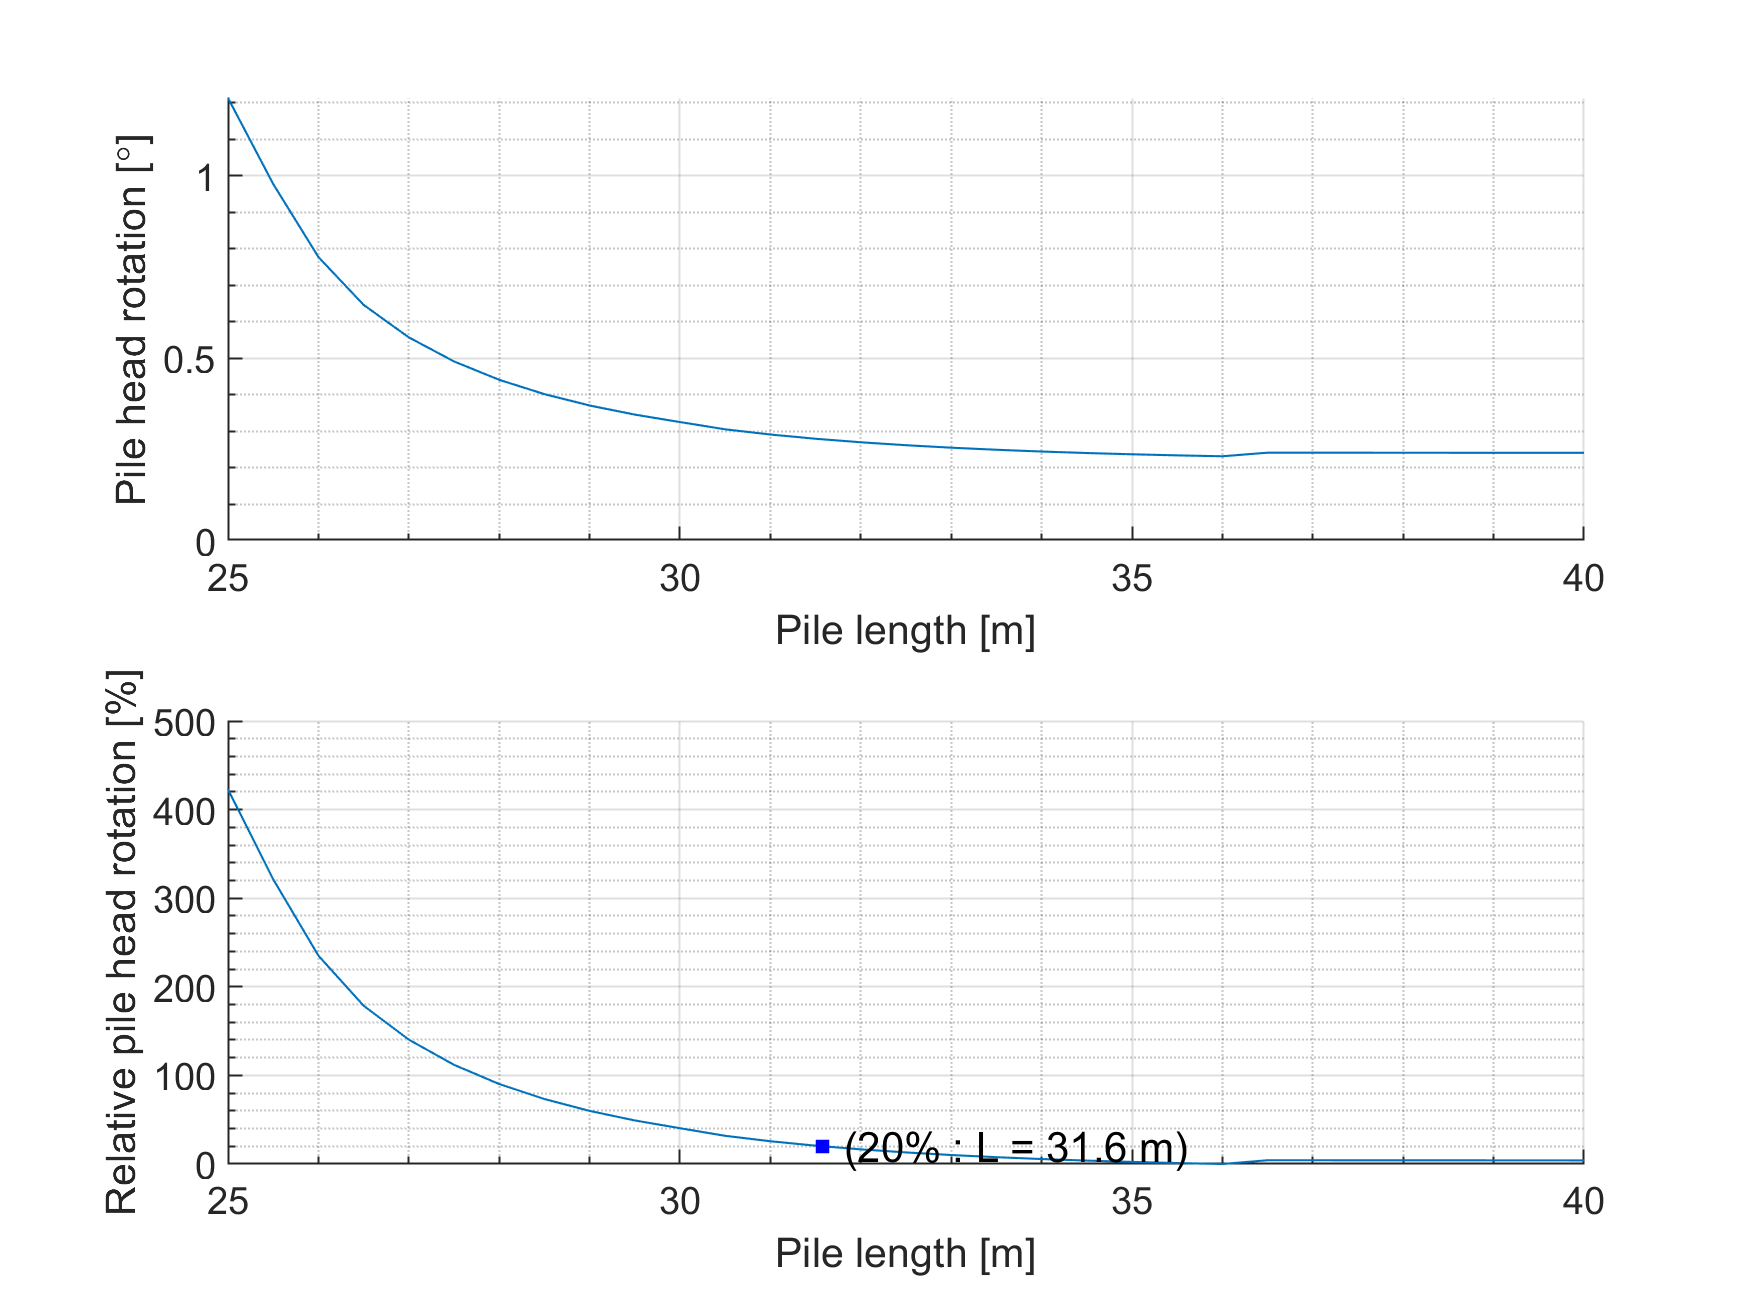 Pile head rotation [°]
1
0.5
0
25 30 35 40
Pile length [m]
Relative pile head rotation [%]
500
400
300
200
100
0
(20% : L = 31.6 m)
25 30 35 40
Pile length [m]